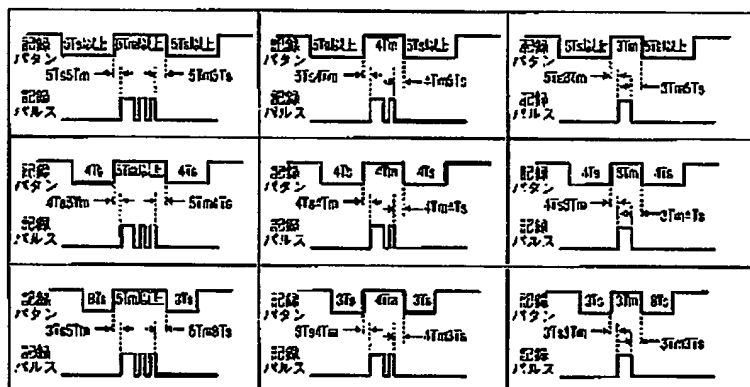 記録 5Ts以上 5Tm以上 5Ts以上
パタン
5Ts5Tm 5Tm5Ts
記録
パルス
記録 5Ts以上 4Tm 5Ts以上
パタン
5Ts4Tm 4Tm5Ts
記録
パルス
記録 5Ts以上 3Tm 5Ts以上
パタン
5Ts3Tm 3Tm5Ts
記録
パルス
記録 4Ts 5Tm以上 4Ts
パタン
4Ts5Tm 5Tm4Ts
記録
パルス
記録 4Ts 4Tm 4Ts
パタン
4Ts4Tm 4Tm4Ts
記録
パルス
記録 4Ts 3Tm 4Ts
パタン
4Ts3Tm 3Tm4Ts
記録
パルス
記録 3Ts 5Tm以上 3Ts
パタン
3Ts5Tm 5Tm3Ts
記録
パルス
記録 3Ts 4Tm 3Ts
パタン
3Ts4Tm 4Tm3Ts
記録
パルス
記録 3Ts 3Tm 3Ts
パタン
3Ts3Tm 3Tm3Ts
記録
パルス